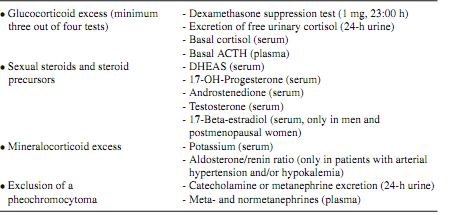 • Glucocorticoid excess (minimum - Dexamethasone suppression test (1 mg, 23:00 h)
three out of four tests) - Excretion of free urinary cortisol (24-h urine)
- Basal cortisol (serum)
- Basal ACTH (plasma)
• Sexual steroids and steroid - DHEAS (serum)
precursors - 17-OH-Progesterone (serum)
- Androstenedione (serum)
- Testosterone (serum)
- 17-Beta-estradiol (serum, only in men and
postmenopausal women)
• Mineralocorticoid excess - Potassium (serum)
- Aldosterone/renin ratio (only in patients with arterial
hypertension and/or hypokalemia)
• Exclusion of a - Catecholamine or metanephrine excretion (24-h urine)
pheochromocytoma - Meta- and normetanephrines (plasma)